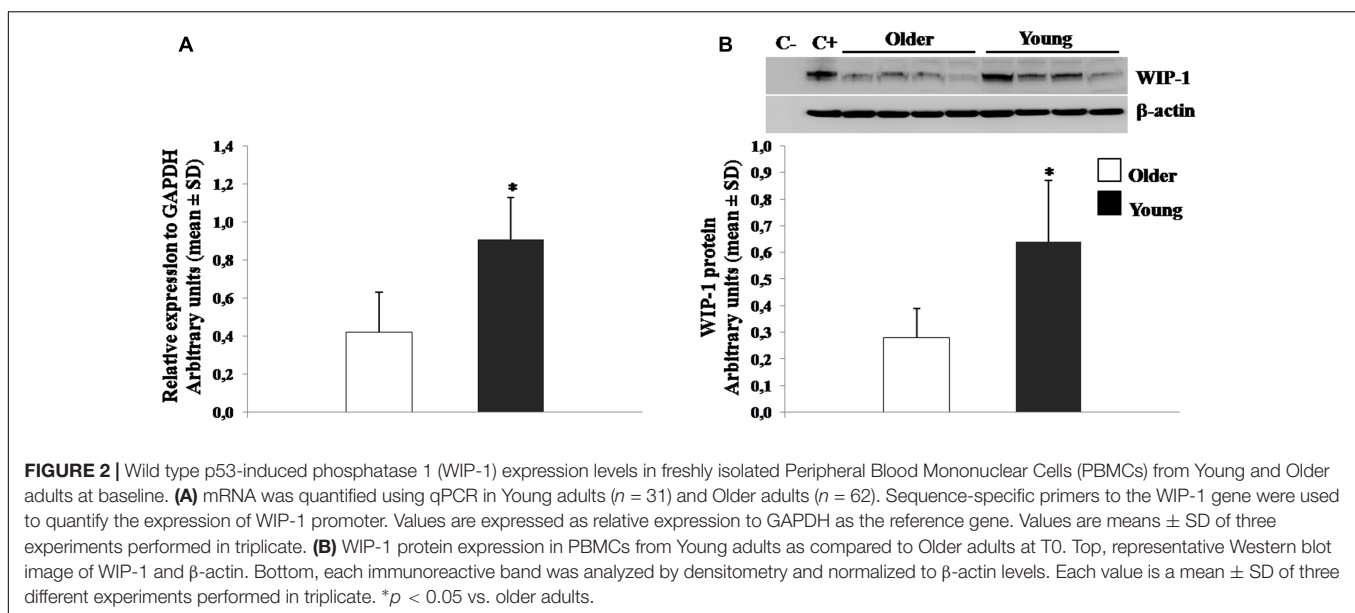 A
Relative expression to GAPDH
Arbitrary units (mean ± SD)
1,4
1,2
1,0
0,8
0,6
0,4
0,2
0,0
*
B
C- C+ Older Young
WIP-1
β-actin
WIP-1 protein
Arbitrary units (mean ± SD)
1,0
0,9
0,8
0,7
0,6
0,5
0,4
0,3
0,2
0,1
0,0
*
Older
Young
FIGURE 2 | Wild type p53-induced phosphatase 1 (WIP-1) expression levels in freshly isolated Peripheral Blood Mononuclear Cells (PBMCs) from Young and Older
adults at baseline. (A) mRNA was quantified using qPCR in Young adults (n = 31) and Older adults (n = 62). Sequence-specific primers to the WIP-1 gene were used
to quantify the expression of WIP-1 promoter. Values are expressed as relative expression to GAPDH as the reference gene. Values are means ± SD of three
experiments performed in triplicate. (B) WIP-1 protein expression in PBMCs from Young adults as compared to Older adults at T0. Top, representative Western blot
image of WIP-1 and β-actin. Bottom, each immunoreactive band was analyzed by densitometry and normalized to β-actin levels. Each value is a mean ± SD of three
different experiments performed in triplicate. *p < 0.05 vs. older adults.